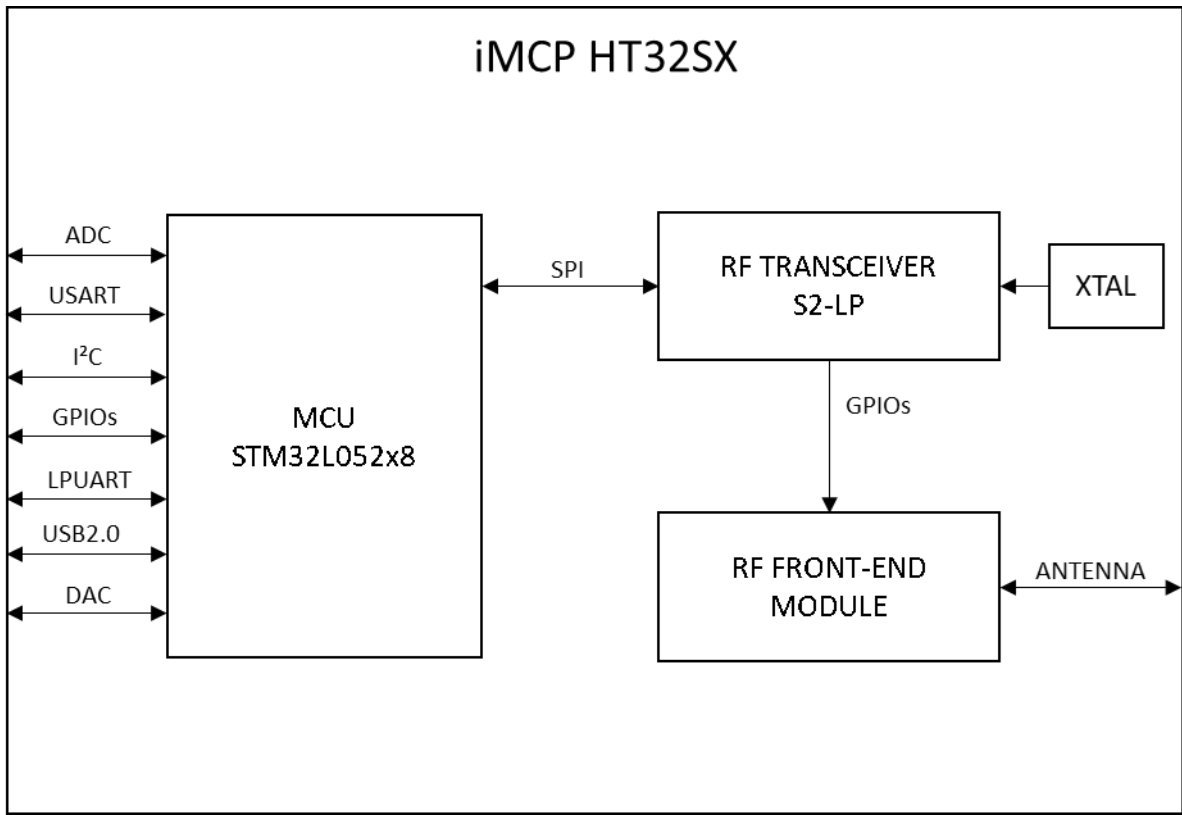 iMCP HT32SX
ADC
USART
I²C
GPIOs
LPUART
USB2.0
DAC
MCU
STM32L052x8
SPI
RF TRANSCEIVER
S2-LP
XTAL
GPIOs
RF FRONT-END
MODULE
ANTENNA